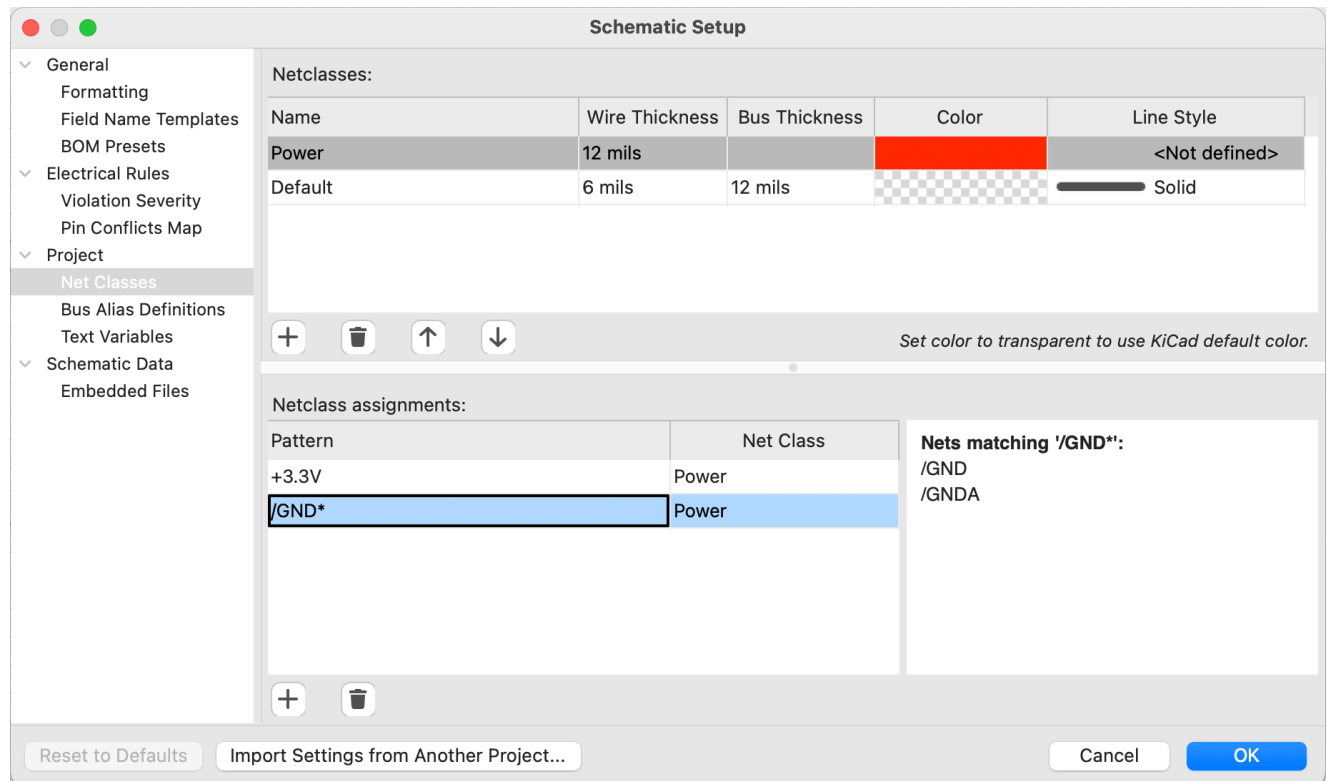 Schematic Setup
General
Formatting
Field Name Templates
BOM Presets
Electrical Rules
Violation Severity
Pin Conflicts Map
Project
Net Classes
Bus Alias Definitions
Text Variables
Schematic Data
Embedded Files
Netclasses:
Name Wire Thickness Bus Thickness Color Line Style
Power 12 mils <Not defined>
Default 6 mils 12 mils Solid
Set color to transparent to use KiCad default color.
Netclass assignments:
Pattern Net Class
+3.3V Power
/GND* Power
Nets matching '/GND*':
/GND
/GNDA
Reset to Defaults Import Settings from Another Project... Cancel OK